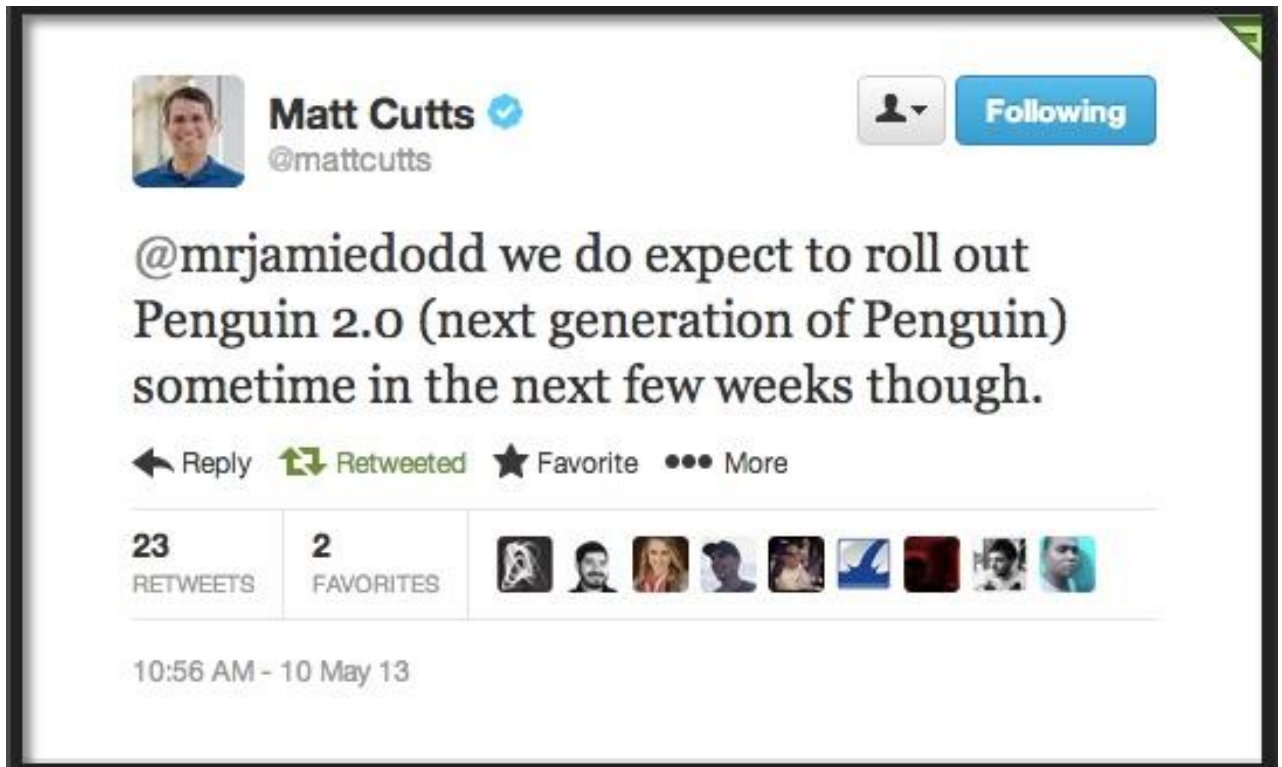 Matt Cutts
@mattcutts
Following
@mrjamiedodd we do expect to roll out
Penguin 2.0 (next generation of Penguin)
sometime in the next few weeks though.
Reply Retweeted Favorite More
23 2
RETWEETS FAVORITES
10:56 AM - 10 May 13